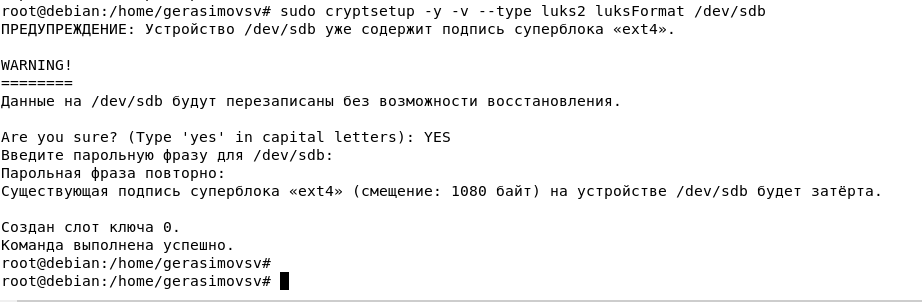 root@debian:/home/gerasimovsv# sudo cryptsetup -y -v --type luks2 luksFormat /dev/sdb
ПРЕДУПРЕЖДЕНИЕ: Устройство /dev/sdb уже содержит подпись суперблока «ext4».
WARNING!
========
Данные на /dev/sdb будут перезаписаны без возможности восстановления.
Are you sure? (Type 'yes' in capital letters): YES
Введите парольную фразу для /dev/sdb:
Парольная фраза повторно:
Существующая подпись суперблока «ext4» (смещение: 1080 байт) на устройстве /dev/sdb будет затёрта.
Создан слот ключа 0.
Команда выполнена успешно.
root@debian:/home/gerasimovsv#
root@debian:/home/gerasimovsv#